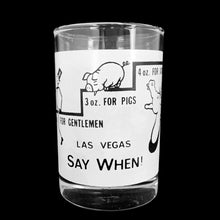 4 oz. FOR
3 oz. FOR PIGS
FOR GENTLEMEN
LAS VEGAS
SAY WHEN!